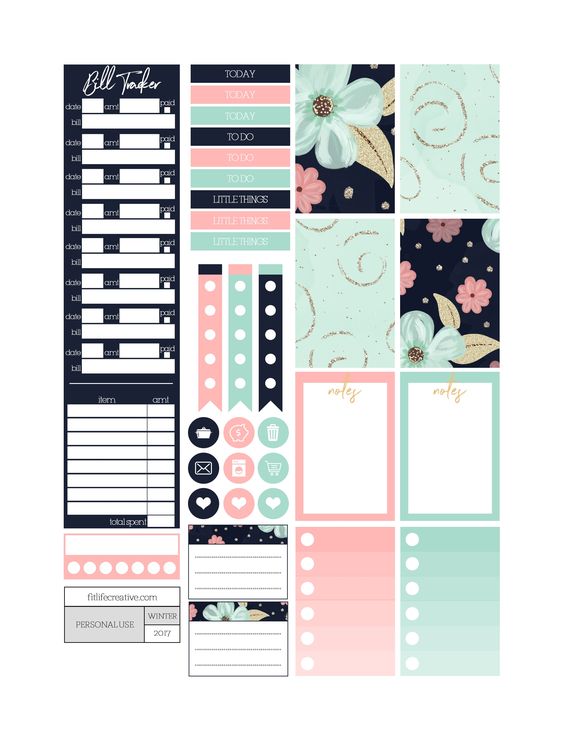 Bill Tracker
date amt paid
bill
date amt paid
bill
date amt paid
bill
date amt paid
bill
date amt paid
bill
date amt paid
bill
date amt paid
bill
date amt paid
bill
item amt
total spent
fitlifecreative.com
PERSONAL USE
WINTER
2017
TODAY
TODAY
TODAY
TO DO
TO DO
TO DO
LITTLE THINGS
LITTLE THINGS
LITTLE THINGS
$
notes
notes